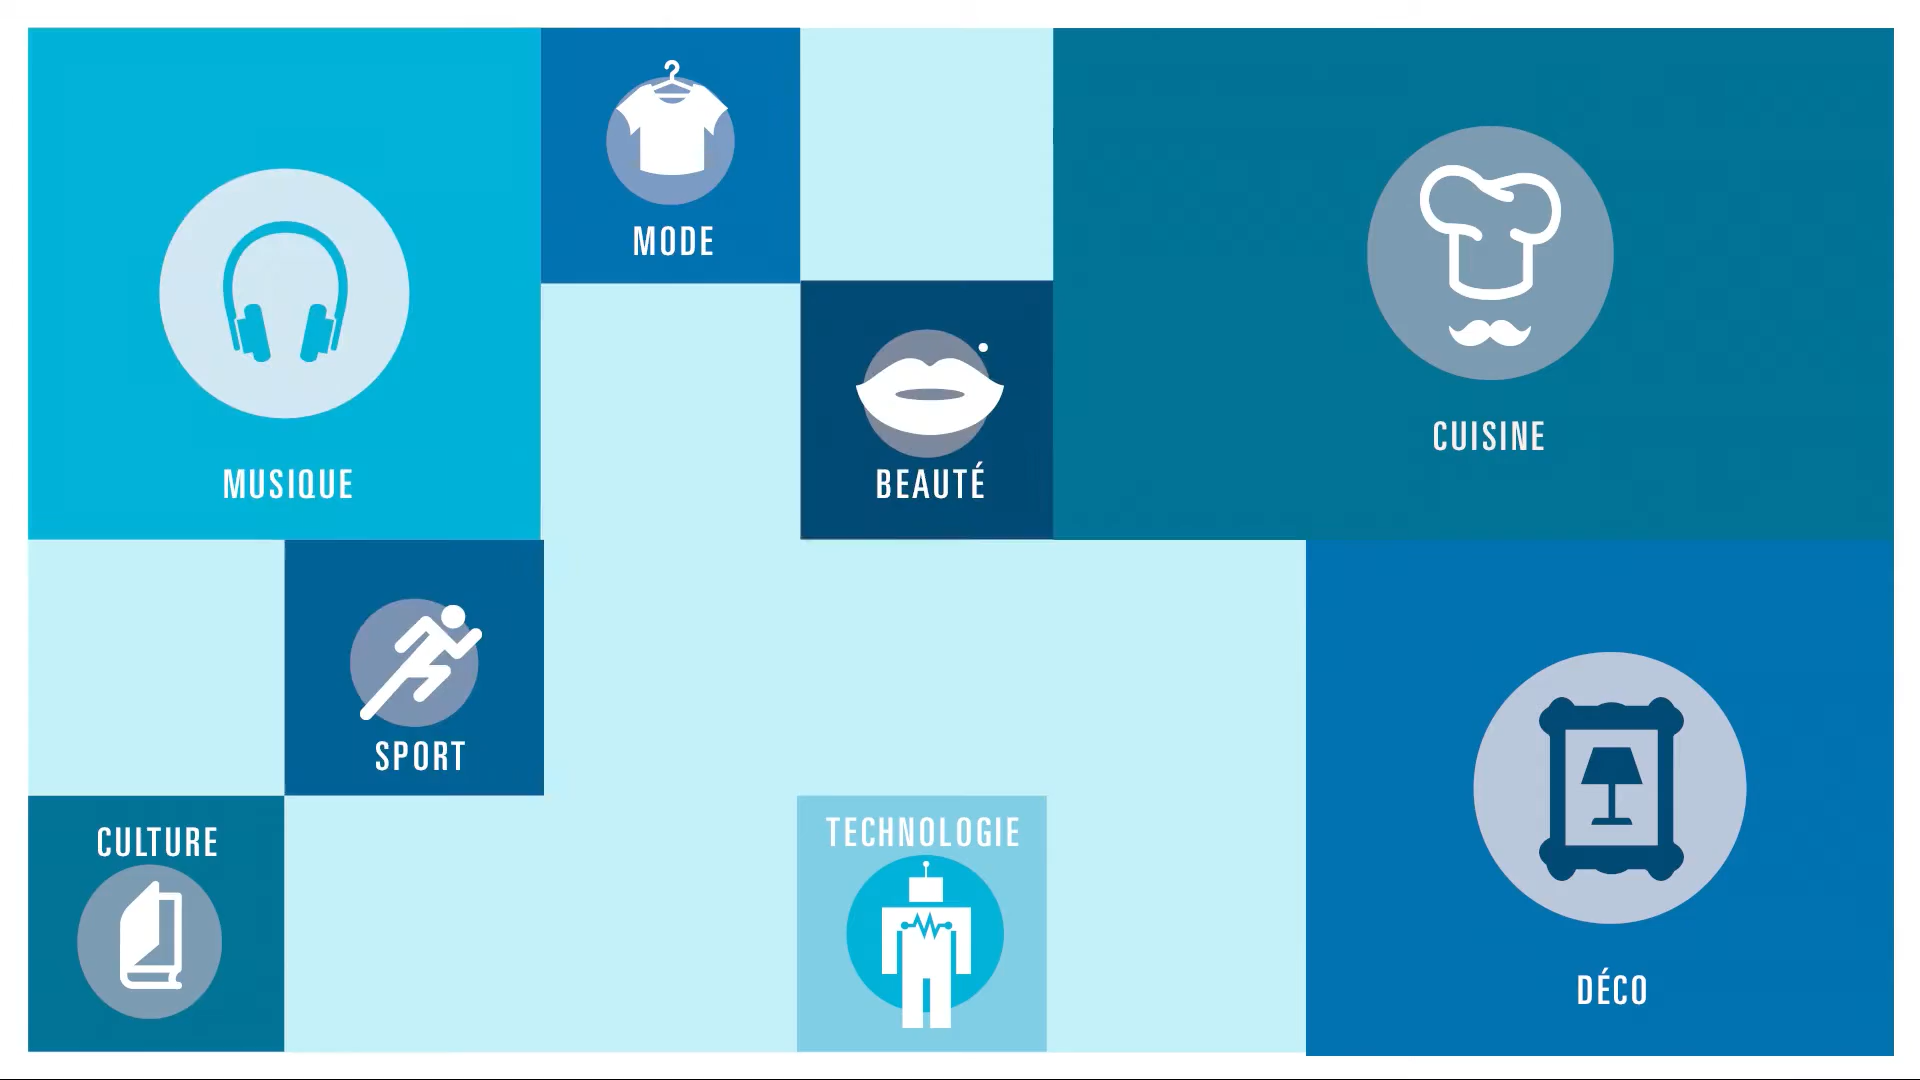 MODE
CUISINE
MUSIQUE
BEAUTÉ
SPORT
CULTURE
TECHNOLOGIE
DÉCO